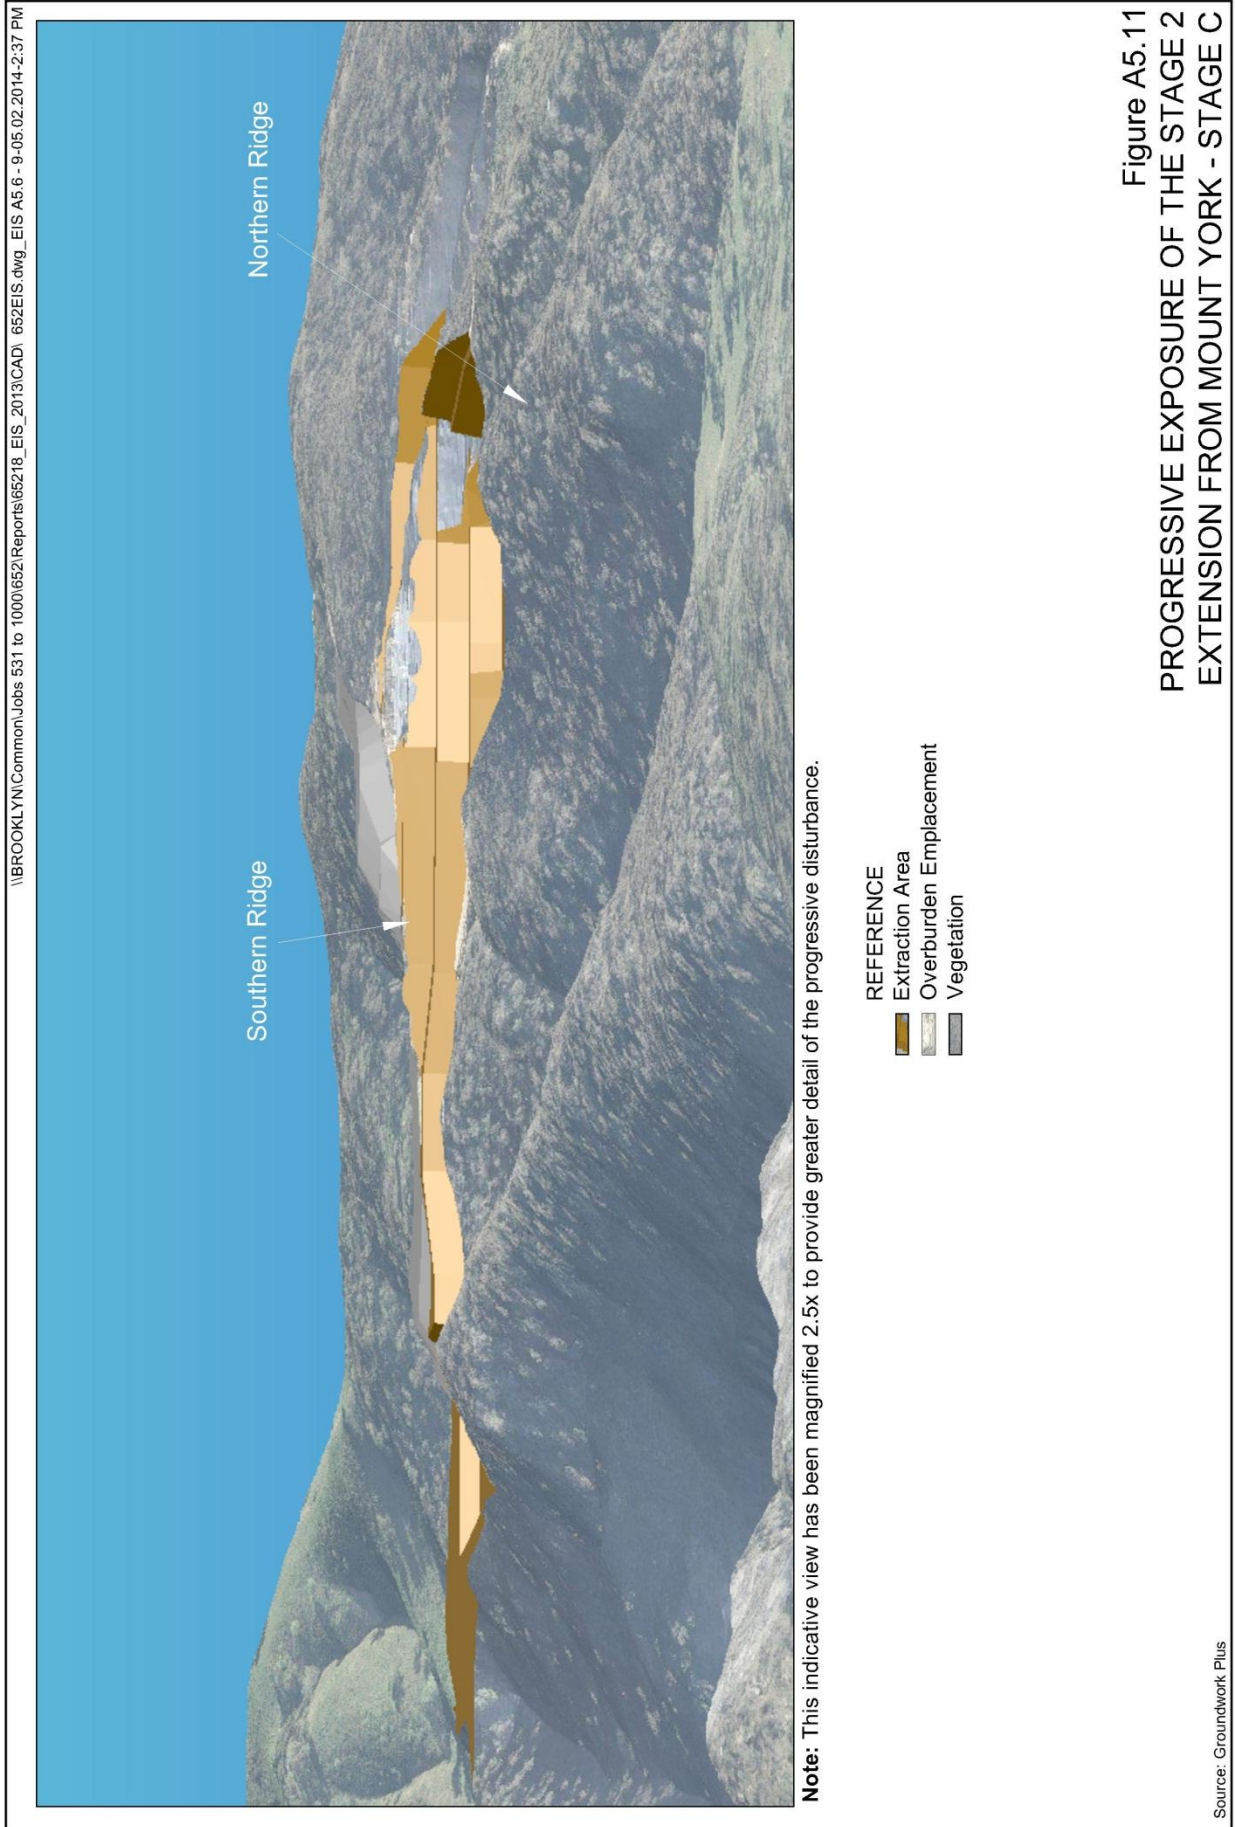 \\BROOKLYN\Common\Jobs 531 to 1000\652\Reports\65218_EIS_2013\CAD\ 652EIS.dwg_EIS A5.6 - 9-05.02.2014-2:37 PM
Southern Ridge
Northern Ridge
Note: This indicative view has been magnified 2.5x to provide greater detail of the progressive disturbance.
REFERENCE
Extraction Area
Overburden Emplacement
Vegetation
Figure A5.11
PROGRESSIVE EXPOSURE OF THE STAGE 2
EXTENSION FROM MOUNT YORK - STAGE C
Source: Groundwork Plus